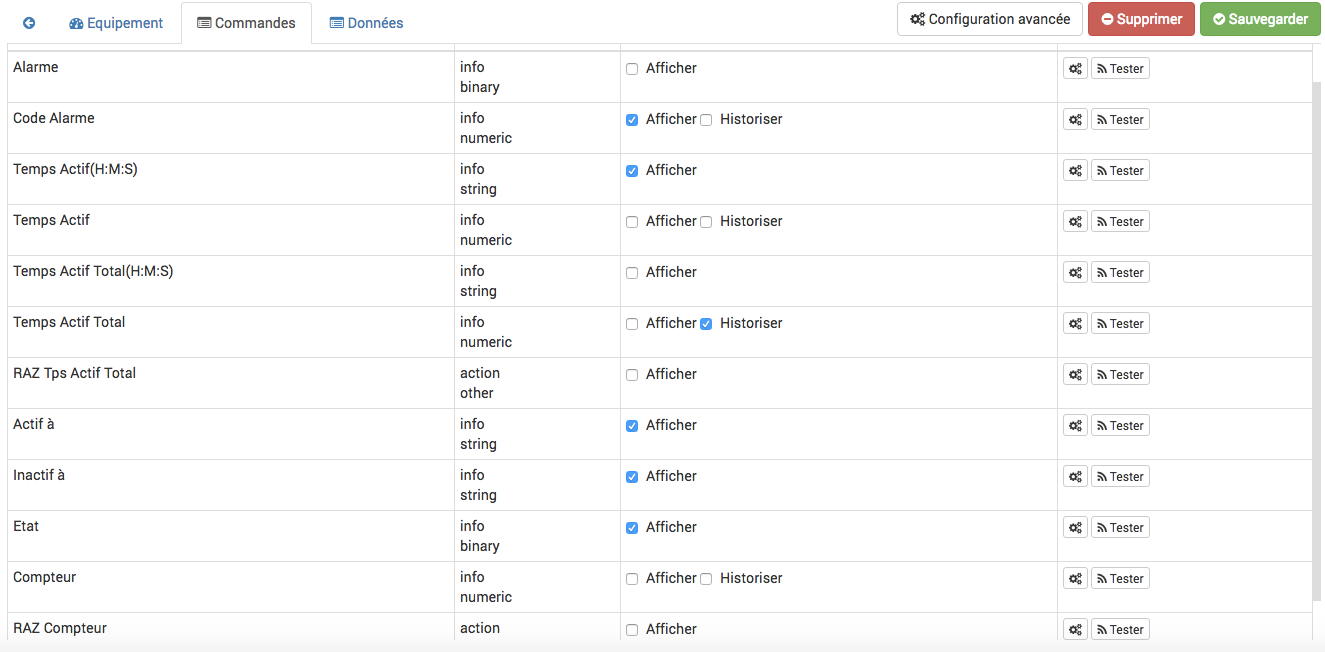 Equipement Commandes Données Configuration avancée Supprimer Sauvegarder
Alarme info Afficher Tester
binary
Code Alarme info Afficher Historiser Tester
numeric
Temps Actif(H:M:S) info Afficher Tester
string
Temps Actif info Afficher Historiser Tester
numeric
Temps Actif Total(H:M:S) info Afficher Tester
string
Temps Actif Total info Afficher Historiser Tester
numeric
RAZ Tps Actif Total action Afficher Tester
other
Actif à info Afficher Tester
string
Inactif à info Afficher Tester
string
Etat info Afficher Tester
binary
Compteur info Afficher Historiser Tester
numeric
RAZ Compteur action Afficher Tester